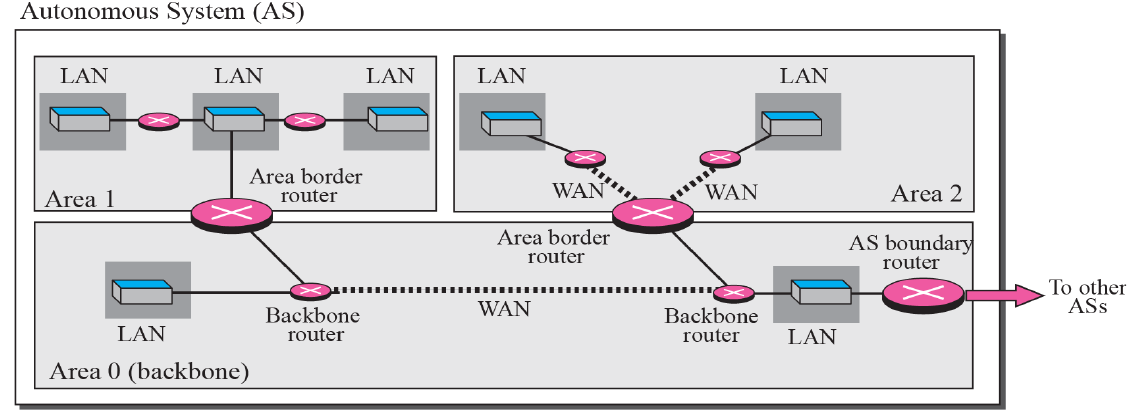 Autonomous System (AS)
LAN
LAN
LAN
Area border
router
Area 1
LAN
LAN
WAN
WAN
Area 2
Area border
router
AS boundary
router
LAN
Backbone
router
WAN
Backbone
router
LAN
To other
ASs
Area 0 (backbone)